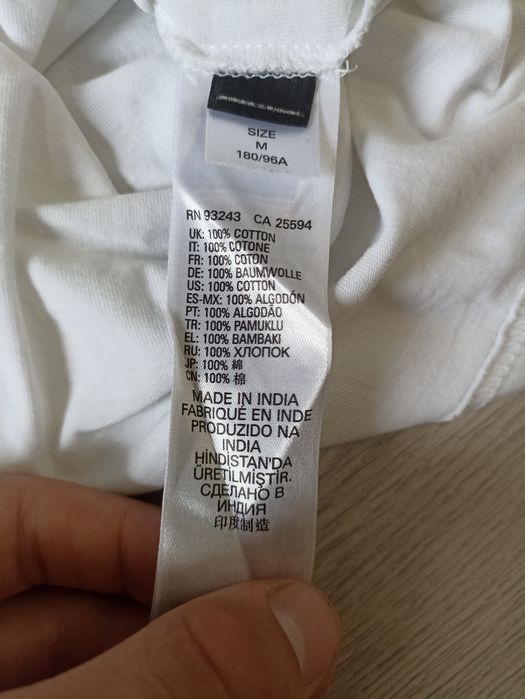 SIZE
M
180/96A
RN 93243 CA 25594
UK: 100% COTTON
IT: 100% COTONE
FR: 100% COTON
DE: 100% BAUMWOLLE
US: 100% COTTON
ES-MX: 100% ALGODÓN
PT: 100% ALGODÃO
TR: 100% PAMUKLU
EL: 100% BAMBAKI
RU: 100% ХЛОПОК
JP: 100% 綿
CN: 100% 棉
MADE IN INDIA
FABRIQUÉ EN INDE
PRODUZIDO NA
INDIA
HİNDİSTAN'DA
ÜRETİLMİŞTİR.
СДЕЛАНО В
ИНДИЯ
印度制造